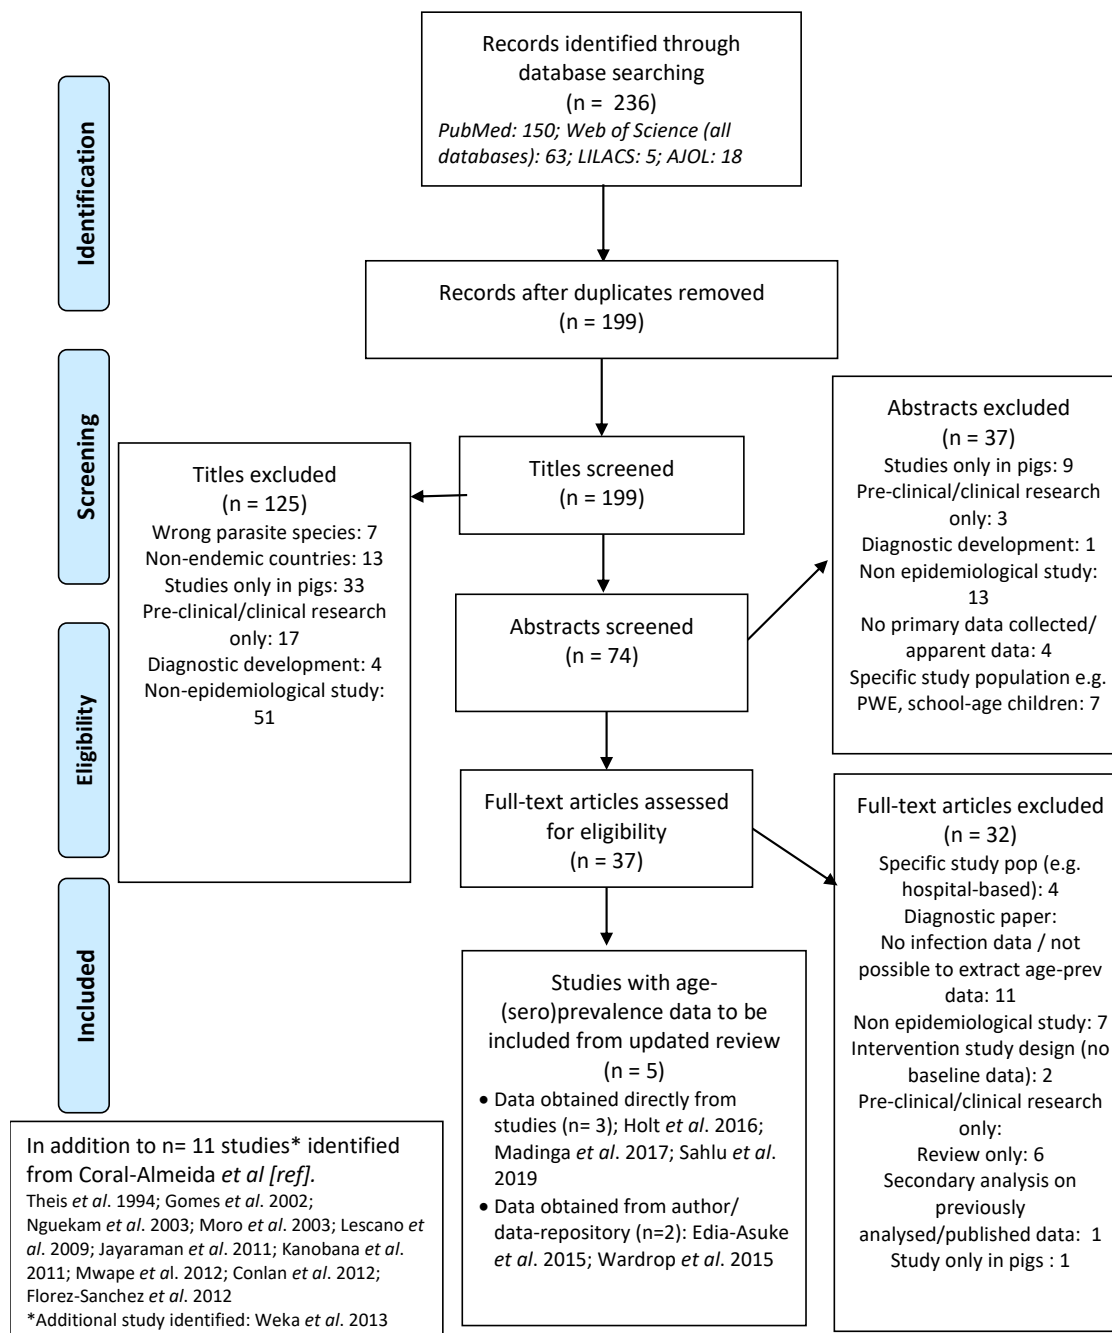 Records identified through
database searching
(n = 236)
PubMed: 150; Web of Science (all
databases): 63; LILACS: 5; AJOL: 18
Identification
Records after duplicates removed
(n = 199)
Screening
Titles screened
(n = 199)
Titles excluded
(n = 125)
Wrong parasite species: 7
Non-endemic countries: 13
Studies only in pigs: 33
Pre-clinical/clinical research
only: 17
Diagnostic development: 4
Non-epidemiological study:
51
Abstracts excluded
(n = 37)
Studies only in pigs: 9
Pre-clinical/clinical research
only: 3
Diagnostic development: 1
Non epidemiological study:
13
No primary data collected/
apparent data: 4
Specific study population e.g.
PWE, school-age children: 7
Abstracts screened
(n = 74)
Eligibility
Full-text articles assessed
for eligibility
(n = 37)
Full-text articles excluded
(n = 32)
Specific study pop (e.g.
hospital-based): 4
Diagnostic paper:
No infection data / not
possible to extract age-prev
data: 11
Non epidemiological study: 7
Intervention study design (no
baseline data): 2
Pre-clinical/clinical research
only:
Review only: 6
Secondary analysis on
previously
analysed/published data: 1
Study only in pigs : 1
Included
Studies with age-
(sero)prevalence data to be
included from updated review
(n = 5)
• Data obtained directly from
studies (n= 3); Holt et al. 2016;
Madinga et al. 2017; Sahlu et al.
2019
• Data obtained from author/
data-repository (n=2): Edia-Asuke
et al. 2015; Wardrop et al. 2015
In addition to n= 11 studies* identified
from Coral-Almeida et al [ref].
Theis et al. 1994; Gomes et al. 2002;
Nguekam et al. 2003; Moro et al. 2003; Lescano et
al. 2009; Jayaraman et al. 2011; Kanobana et al.
2011; Mwape et al. 2012; Conlan et al. 2012;
Florez-Sanchez et al. 2012
*Additional study identified: Weka et al. 2013